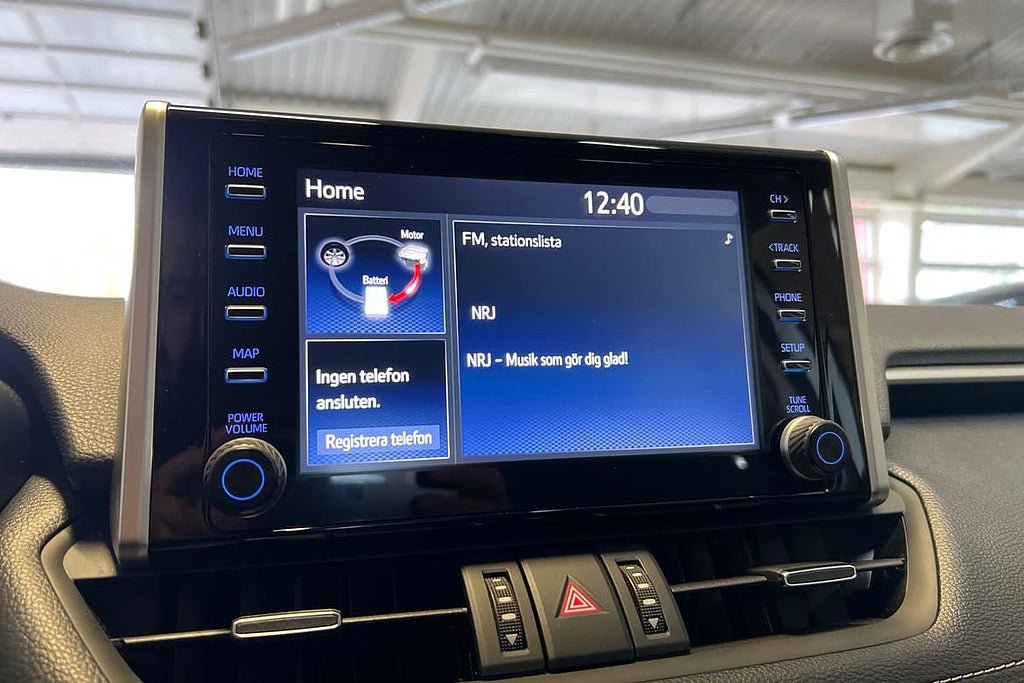 HOME
MENU
AUDIO
MAP
POWER
VOLUME
Home
12:40
Motor
Batteri
Ingen telefon
ansluten.
Registrera telefon
FM, stationslista
NRJ
NRJ – Musik som gör dig glad!
CH >
< TRACK
PHONE
SETUP
TUNE
SCROLL